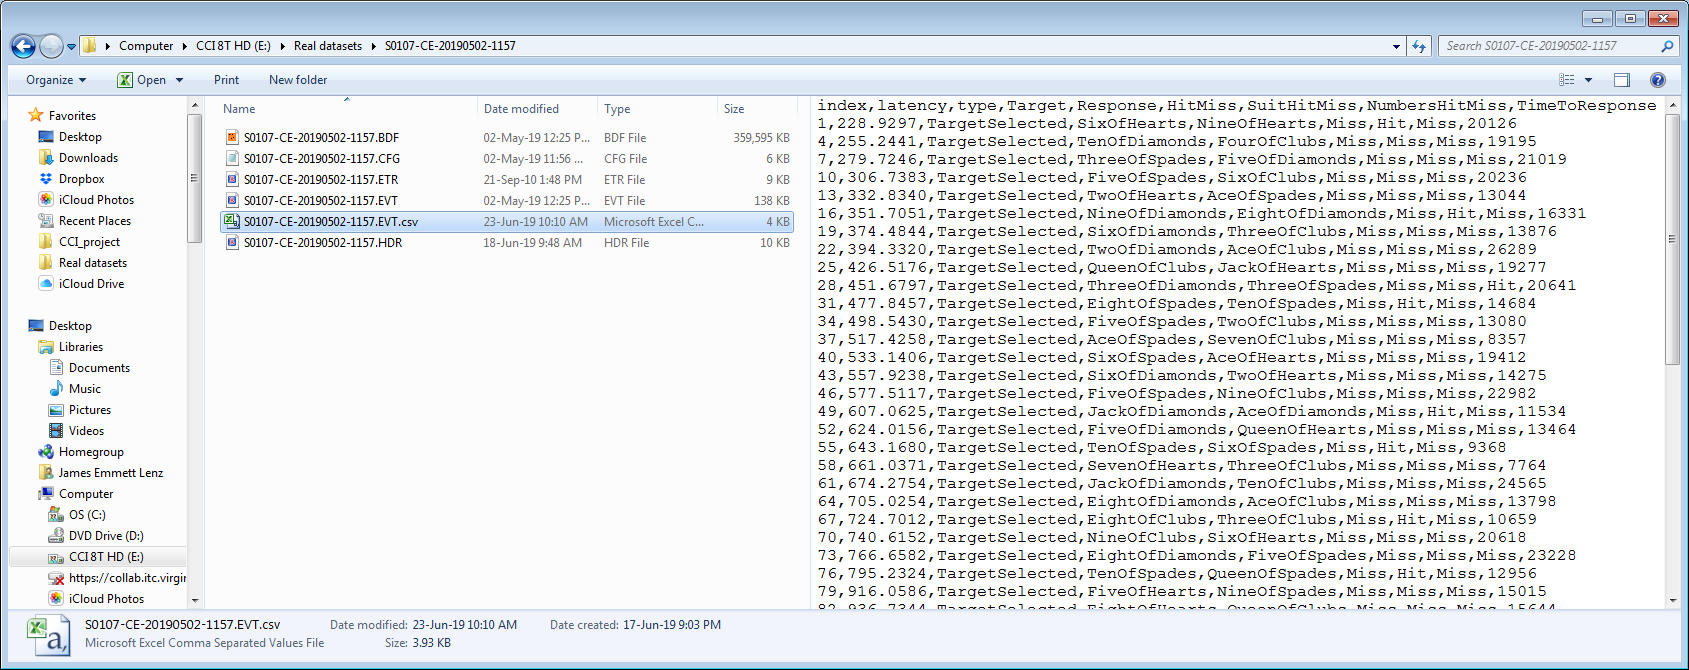 Computer ▸ CCI 8T HD (E:) ▸ Real datasets ▸ S0107-CE-20190502-1157
Search S0107-CE-20190502-1157
Organize Open Print New folder
Favorites
Desktop
Downloads
Dropbox
iCloud Photos
Recent Places
CCI_project
Real datasets
iCloud Drive
Desktop
Libraries
Documents
Music
Pictures
Videos
Homegroup
James Emmett Lenz
Computer
OS (C:)
DVD Drive (D:)
CCI 8T HD (E:)
https://collab.itc.virgin
iCloud Photos
Name Date modified Type Size
S0107-CE-20190502-1157.BDF 02-May-19 12:25 P... BDF File 359,595 KB
S0107-CE-20190502-1157.CFG 02-May-19 11:56 ... CFG File 6 KB
S0107-CE-20190502-1157.ETR 21-Sep-10 1:48 PM ETR File 9 KB
S0107-CE-20190502-1157.EVT 02-May-19 12:25 P... EVT File 138 KB
S0107-CE-20190502-1157.EVT.csv 23-Jun-19 10:10 AM Microsoft Excel C... 4 KB
S0107-CE-20190502-1157.HDR 18-Jun-19 9:48 AM HDR File 10 KB
index,latency,type,Target,Response,HitMiss,SuitHitMiss,NumbersHitMiss,TimeToResponse
1,228.9297,TargetSelected,SixOfHearts,NineOfHearts,Miss,Hit,Miss,20126
4,255.2441,TargetSelected,TenOfDiamonds,FourOfClubs,Miss,Miss,Miss,19195
7,279.7246,TargetSelected,ThreeOfSpades,FiveOfDiamonds,Miss,Miss,Miss,21019
10,306.7383,TargetSelected,FiveOfSpades,SixOfClubs,Miss,Miss,Miss,20236
13,332.8340,TargetSelected,TwoOfHearts,AceOfSpades,Miss,Miss,Miss,13044
16,351.7051,TargetSelected,NineOfDiamonds,EightOfDiamonds,Miss,Hit,Miss,16331
19,374.4844,TargetSelected,SixOfDiamonds,ThreeOfClubs,Miss,Miss,Miss,13876
22,394.3320,TargetSelected,TwoOfDiamonds,AceOfClubs,Miss,Miss,Miss,26289
25,426.5176,TargetSelected,QueenOfClubs,JackOfHearts,Miss,Miss,Miss,19277
28,451.6797,TargetSelected,ThreeOfDiamonds,ThreeOfSpades,Miss,Miss,Hit,20641
31,477.8457,TargetSelected,EightOfSpades,TenOfSpades,Miss,Hit,Miss,14684
34,498.5430,TargetSelected,FiveOfSpades,TwoOfClubs,Miss,Miss,Miss,13080
37,517.4258,TargetSelected,AceOfSpades,SevenOfClubs,Miss,Miss,Miss,8357
40,533.1406,TargetSelected,SixOfSpades,AceOfHearts,Miss,Miss,Miss,19412
43,557.9238,TargetSelected,SixOfDiamonds,TwoOfHearts,Miss,Miss,Miss,14275
46,577.5117,TargetSelected,FiveOfSpades,NineOfClubs,Miss,Miss,Miss,22982
49,607.0625,TargetSelected,JackOfDiamonds,AceOfDiamonds,Miss,Hit,Miss,11534
52,624.0156,TargetSelected,FiveOfDiamonds,QueenOfHearts,Miss,Miss,Miss,13464
55,643.1680,TargetSelected,TenOfSpades,SixOfSpades,Miss,Hit,Miss,9368
58,661.0371,TargetSelected,SevenOfHearts,ThreeOfClubs,Miss,Miss,Miss,7764
61,674.2754,TargetSelected,JackOfDiamonds,TenOfClubs,Miss,Miss,Miss,24565
64,705.0254,TargetSelected,EightOfDiamonds,AceOfClubs,Miss,Miss,Miss,13798
67,724.7012,TargetSelected,EightOfClubs,ThreeOfClubs,Miss,Hit,Miss,10659
70,740.6152,TargetSelected,NineOfClubs,SixOfHearts,Miss,Miss,Miss,20618
73,766.6582,TargetSelected,EightOfDiamonds,FiveOfSpades,Miss,Miss,Miss,23228
76,795.2324,TargetSelected,TenOfSpades,QueenOfSpades,Miss,Hit,Miss,12956
79,916.0586,TargetSelected,FiveOfHearts,NineOfSpades,Miss,Miss,Miss,15015
82,936.7344,TargetSelected,EightOfHearts,QueenOfClubs,Miss,Miss,Miss,15644
S0107-CE-20190502-1157.EVT.csv Date modified: 23-Jun-19 10:10 AM Date created: 17-Jun-19 9:03 PM
Microsoft Excel Comma Separated Values File Size: 3.93 KB